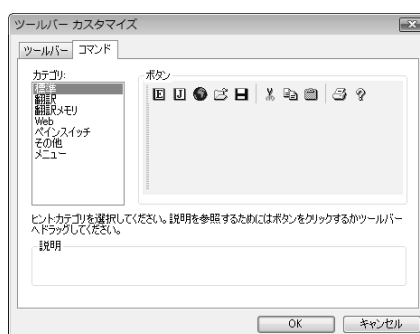 ツールバー カスタマイズ
ツールバー
コマンド
カテゴリ:
標準
翻訳
翻訳メモリ
Web
ペインスイッチ
その他
メニュー
ボタン
E J
ヒント:カテゴリを選択してください。説明を参照するためにはボタンをクリックするかツールバー
へドラッグしてください。
説明
OK
キャンセル